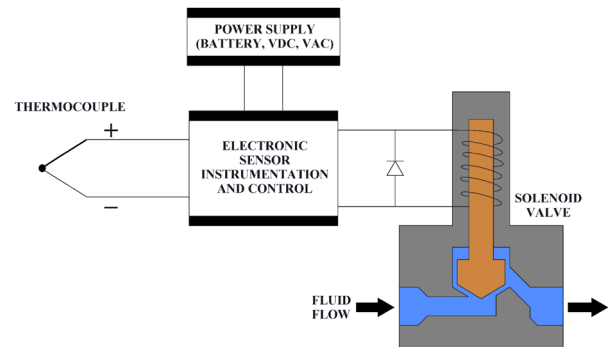 POWER SUPPLY
(BATTERY, VDC, VAC)
THERMOCOUPLE
+
−
ELECTRONIC
SENSOR
INSTRUMENTATION
AND CONTROL
SOLENOID
VALVE
FLUID
FLOW